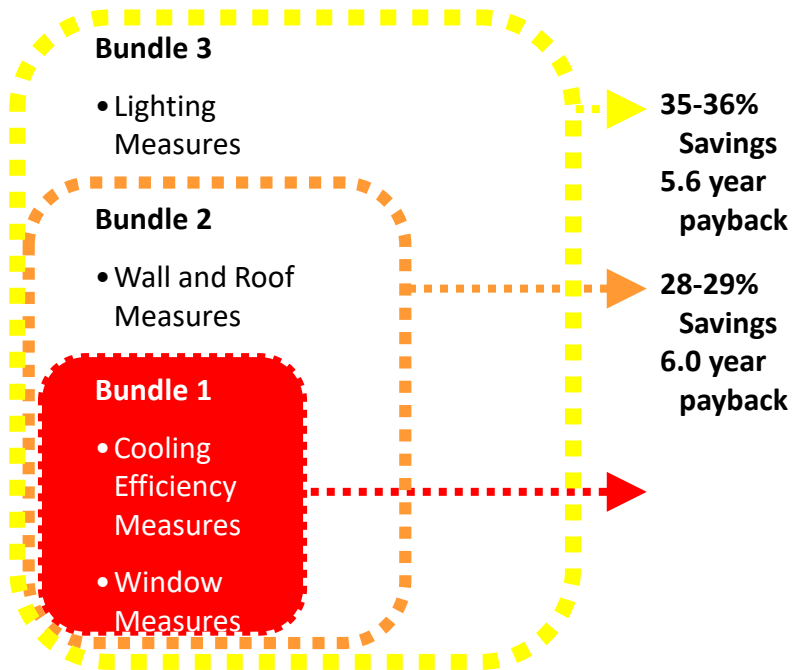 Bundle 3
• Lighting
Measures
Bundle 2
• Wall and Roof
Measures
Bundle 1
• Cooling
Efficiency
Measures
• Window
Measures
35-36%
Savings
5.6 year
payback
28-29%
Savings
6.0 year
payback